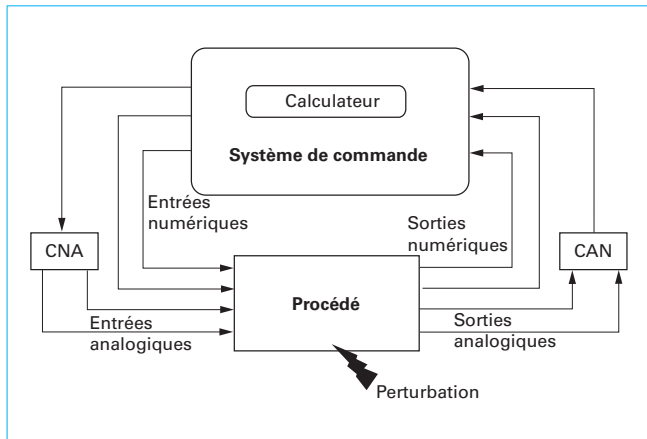 Calculateur
Système de commande
Entrées
numériques
Sorties
numériques
CNA
CAN
Procédé
Entrées
analogiques
Sorties
analogiques
Perturbation